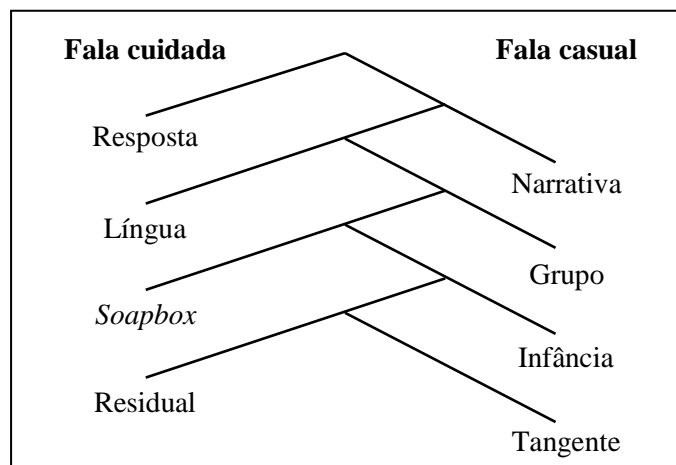 Fala cuidada
Fala casual
Resposta
Narrativa
Língua
Grupo
Soapbox
Infância
Residual
Tangente